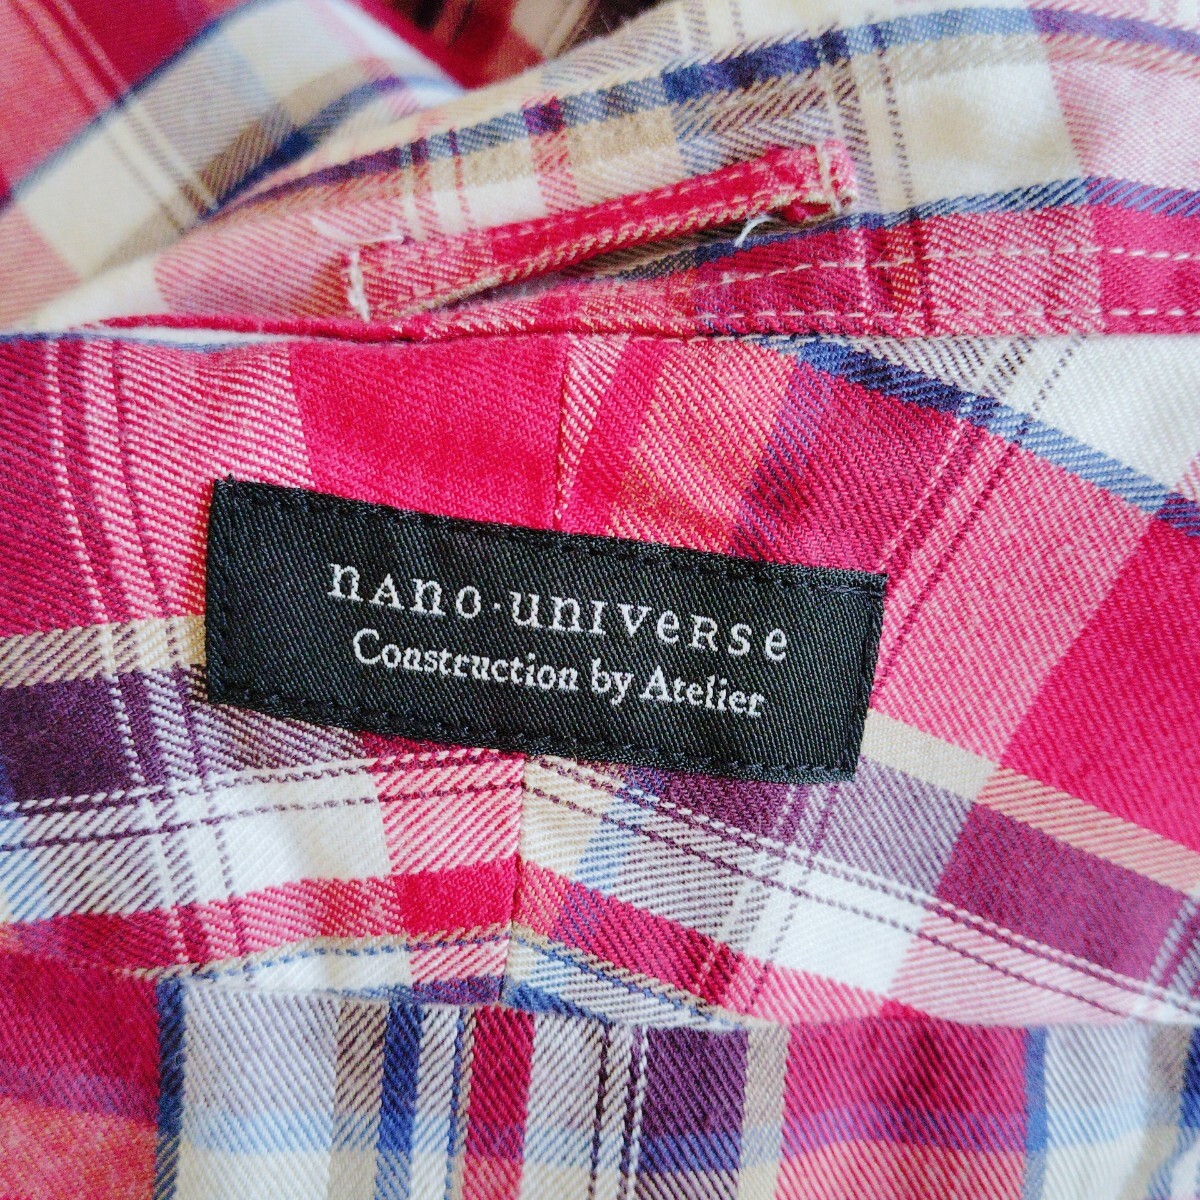 nano·universe
Construction by Atelier